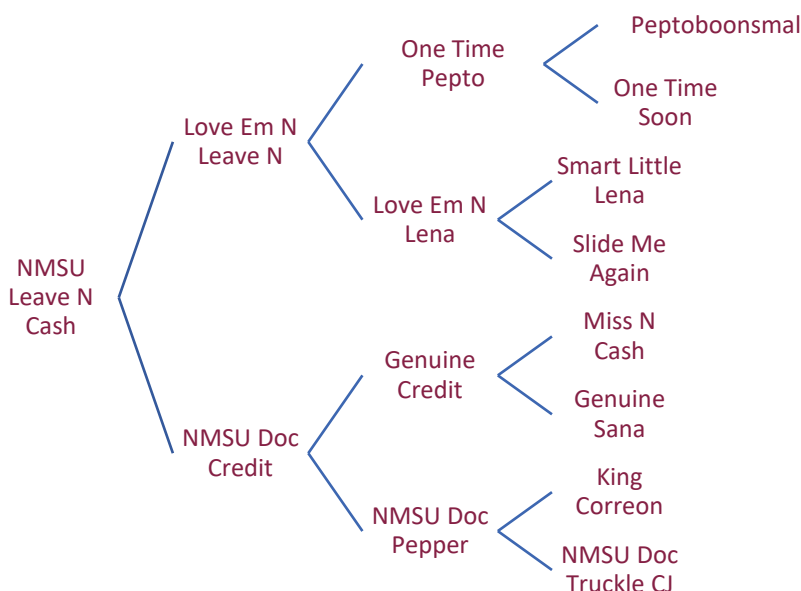 NMSU
Leave N
Cash
Love Em N
Leave N
NMSU Doc
Credit
One Time
Pepto
Love Em N
Lena
Genuine
Credit
NMSU Doc
Pepper
Peptoboonsmal
One Time
Soon
Smart Little
Lena
Slide Me
Again
Miss N
Cash
Genuine
Sana
King
Correon
NMSU Doc
Truckle CJ